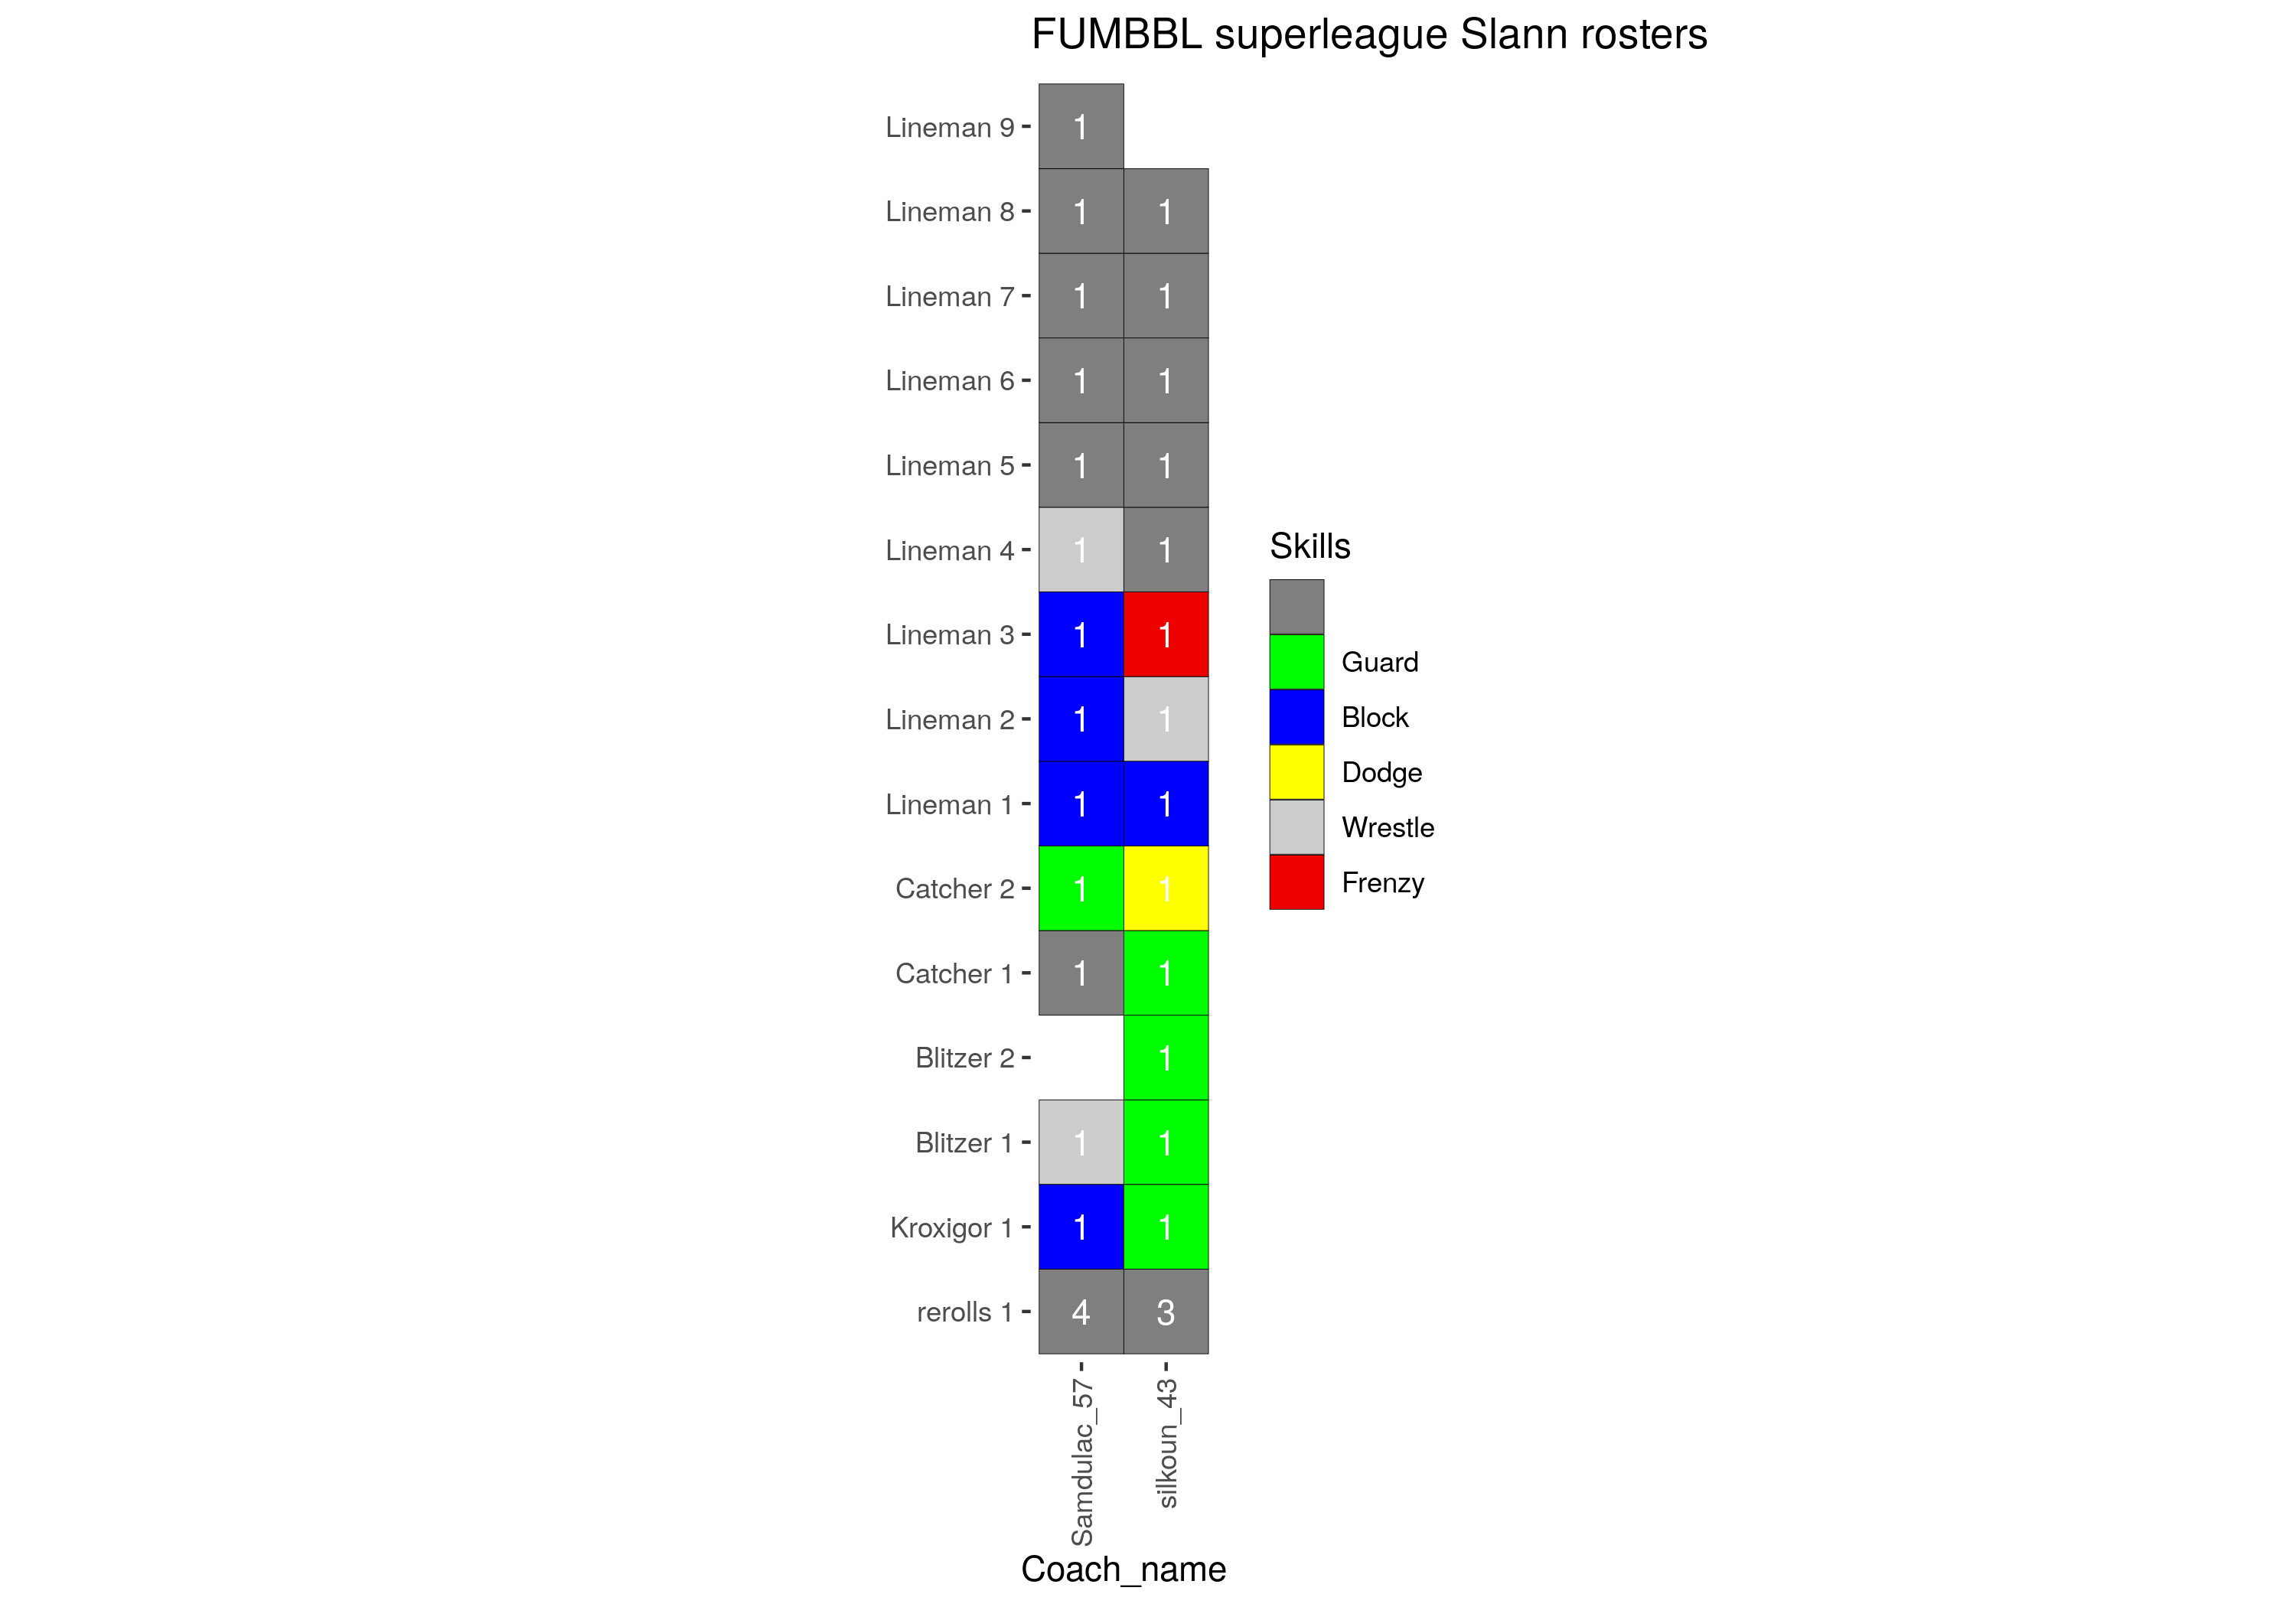 FUMBBL superleague Slann rosters
Lineman 9 1
Lineman 8 1 1
Lineman 7 1 1
Lineman 6 1 1
Lineman 5 1 1
Lineman 4 1 1
Lineman 3 1 1
Lineman 2 1 1
Lineman 1 1 1
Catcher 2 1 1
Catcher 1 1 1
Blitzer 2 1
Blitzer 1 1 1
Kroxigor 1 1 1
rerolls 1 4 3
Samdulac_57
silkoun_43
Coach_name
Skills
Guard
Block
Dodge
Wrestle
Frenzy